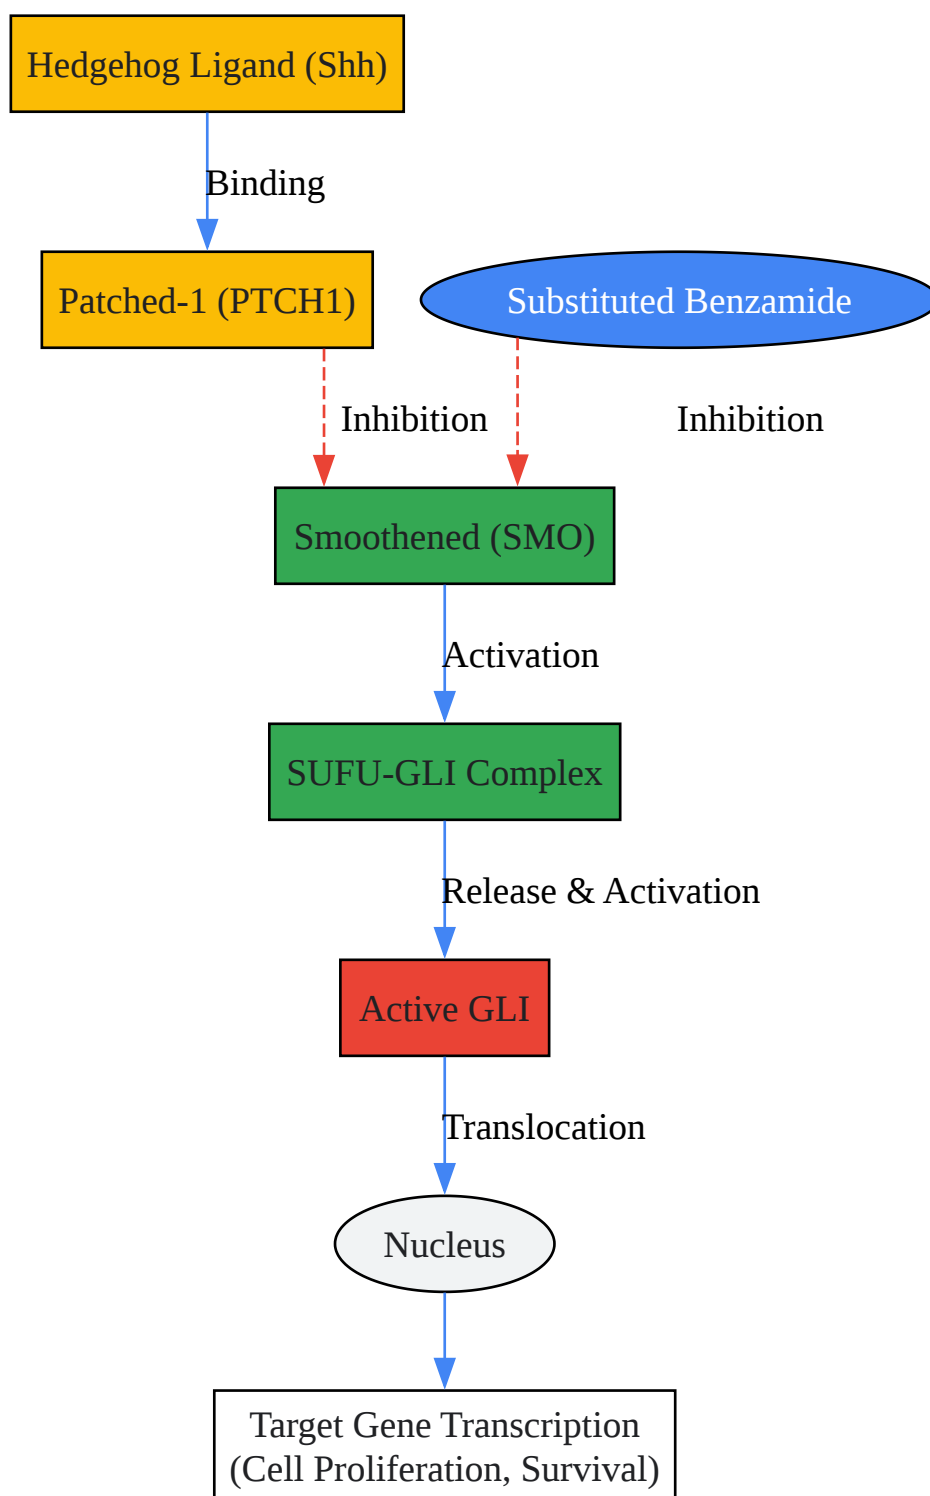 Hedgehog Ligand (Shh)
Binding
Patched-1 (PTCH1)
Substituted Benzamide
Inhibition
Inhibition
Smoothened (SMO)
Activation
SUFU-GLI Complex
Release & Activation
Active GLI
Translocation
Nucleus
Target Gene Transcription
(Cell Proliferation, Survival)